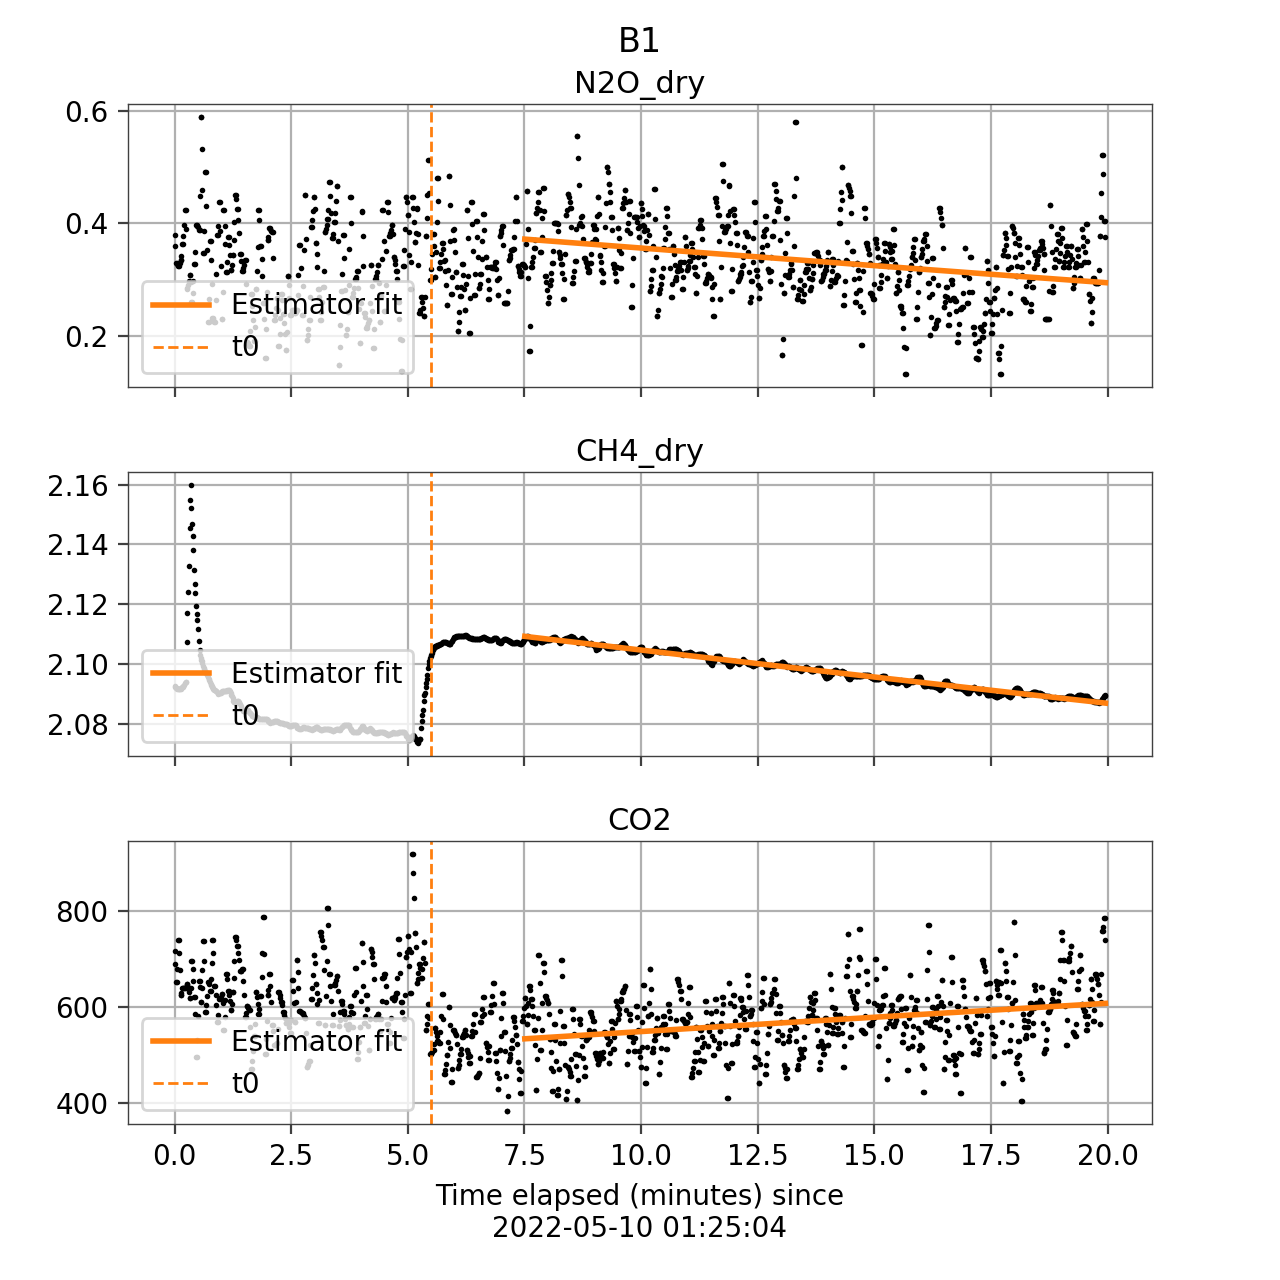 B1
N2O_dry
0.6
0.4
0.2
Estimator fit
t0
CH4_dry
2.16
2.14
2.12
2.10
2.08
Estimator fit
t0
CO2
800
600
400
Estimator fit
t0
0.0 2.5 5.0 7.5 10.0 12.5 15.0 17.5 20.0
Time elapsed (minutes) since
2022-05-10 01:25:04